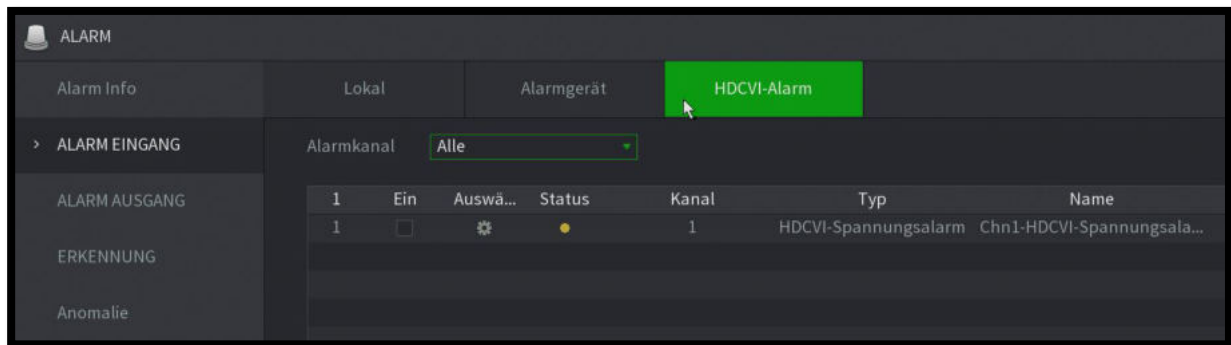 ALARM
Alarm Info
Lokal Alarmgerät HDCVI-Alarm
> ALARM EINGANG
Alarmkanal Alle
ALARM AUSGANG
1 Ein Auswä... Status Kanal Typ Name
1 1 HDCVI-Spannungsalarm Chn1-HDCVI-Spannungsala...
ERKENNUNG
Anomalie